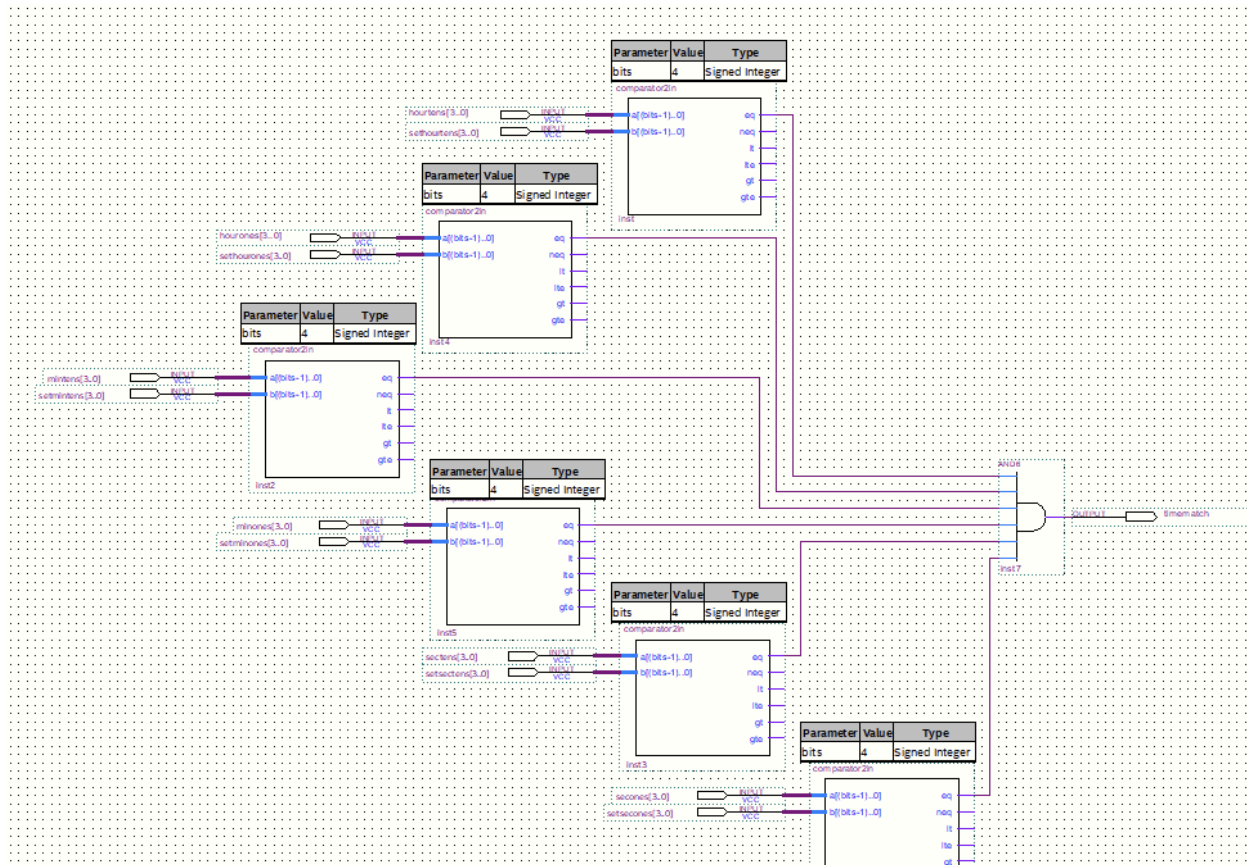 Parameter Value Type
bits 4 Signed Integer
comparator2in
hourtens[3..0] INPUT VCC a[(bits-1)..0] eq
sethourtens[3..0] INPUT VCC b[(bits-1)..0] neq
lt
lte
gt
gte
inst
Parameter Value Type
bits 4 Signed Integer
comparator2in
hourones[3..0] INPUT VCC a[(bits-1)..0] eq
sethourones[3..0] INPUT VCC b[(bits-1)..0] neq
lt
lte
gt
gte
inst4
Parameter Value Type
bits 4 Signed Integer
comparator2in
mintens[3..0] INPUT VCC a[(bits-1)..0] eq
setmintens[3..0] INPUT VCC b[(bits-1)..0] neq
lt
lte
gt
gte
inst2
Parameter Value Type
bits 4 Signed Integer
minones[3..0] INPUT VCC a[(bits-1)..0] eq
setminones[3..0] INPUT VCC b[(bits-1)..0] neq
lt
lte
gt
gte
inst5
AND6
OUTPUT timematch
inst7
Parameter Value Type
bits 4 Signed Integer
comparator2in
sectens[3..0] INPUT VCC a[(bits-1)..0] eq
setsectens[3..0] INPUT VCC b[(bits-1)..0] neq
lt
lte
gt
gte
inst3
Parameter Value Type
bits 4 Signed Integer
comparator2in
secones[3..0] INPUT VCC a[(bits-1)..0] eq
setsecones[3..0] INPUT VCC b[(bits-1)..0] neq
lt
lte
gt